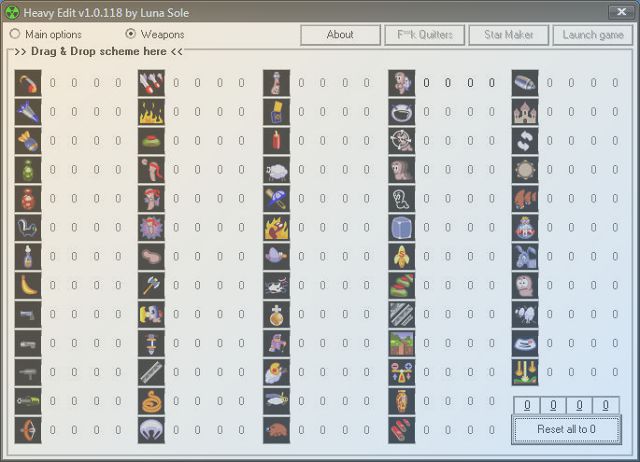 Heavy Edit v1.0.118 by Luna Sole
Main options Weapons About F**k Quitters Star Maker Launch game
>> Drag & Drop scheme here <<
0 0 0 0 0 0 0 0 0 0 0 0 0 0 0 0 0 0 0 0
0 0 0 0 0 0 0 0 0 0 0 0 0 0 0 0 0 0 0 0
0 0 0 0 0 0 0 0 0 0 0 0 0 0 0 0 0 0 0 0
0 0 0 0 0 0 0 0 0 0 0 0 0 0 0 0 0 0 0 0
0 0 0 0 0 0 0 0 0 0 0 0 0 0 0 0 0 0 0 0
0 0 0 0 0 0 0 0 0 0 0 0 0 0 0 0 0 0 0 0
0 0 0 0 0 0 0 0 0 0 0 0 0 0 0 0 0 0 0 0
0 0 0 0 0 0 0 0 0 0 0 0 0 0 0 0 0 0 0 0
0 0 0 0 0 0 0 0 0 0 0 0 0 0 0 0 0 0 0 0
0 0 0 0 0 0 0 0 0 0 0 0 0 0 0 0 0 0 0 0
0 0 0 0 0 0 0 0 0 0 0 0 0 0 0 0 0 0 0 0
0 0 0 0 0 0 0 0 0 0 0 0 0 0 0 0 0 0 0 0
0 0 0 0 0 0 0 0 0 0 0 0 0 0 0 0 Reset all to 0